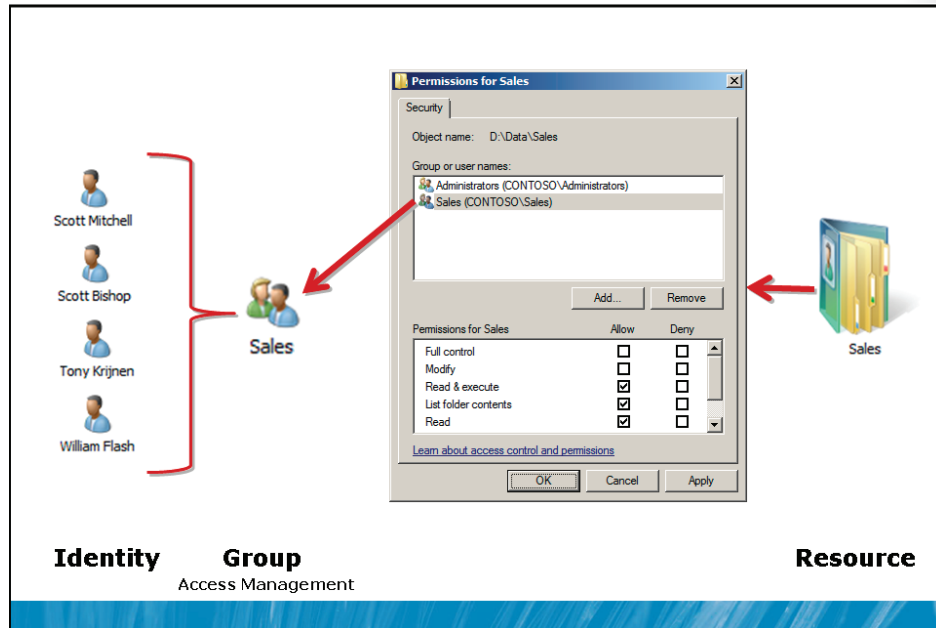 Permissions for Sales
Security
Object name: D:\Data\Sales
Group or user names:
Administrators (CONTOSO\Administrators)
Sales (CONTOSO\Sales)
Add... Remove
Permissions for Sales Allow Deny
Full control
Modify
Read & execute
List folder contents
Read
Learn about access control and permissions
OK Cancel Apply
Scott Mitchell
Scott Bishop
Tony Krijnen
William Flash
Sales
Sales
Identity Group Resource
Access Management